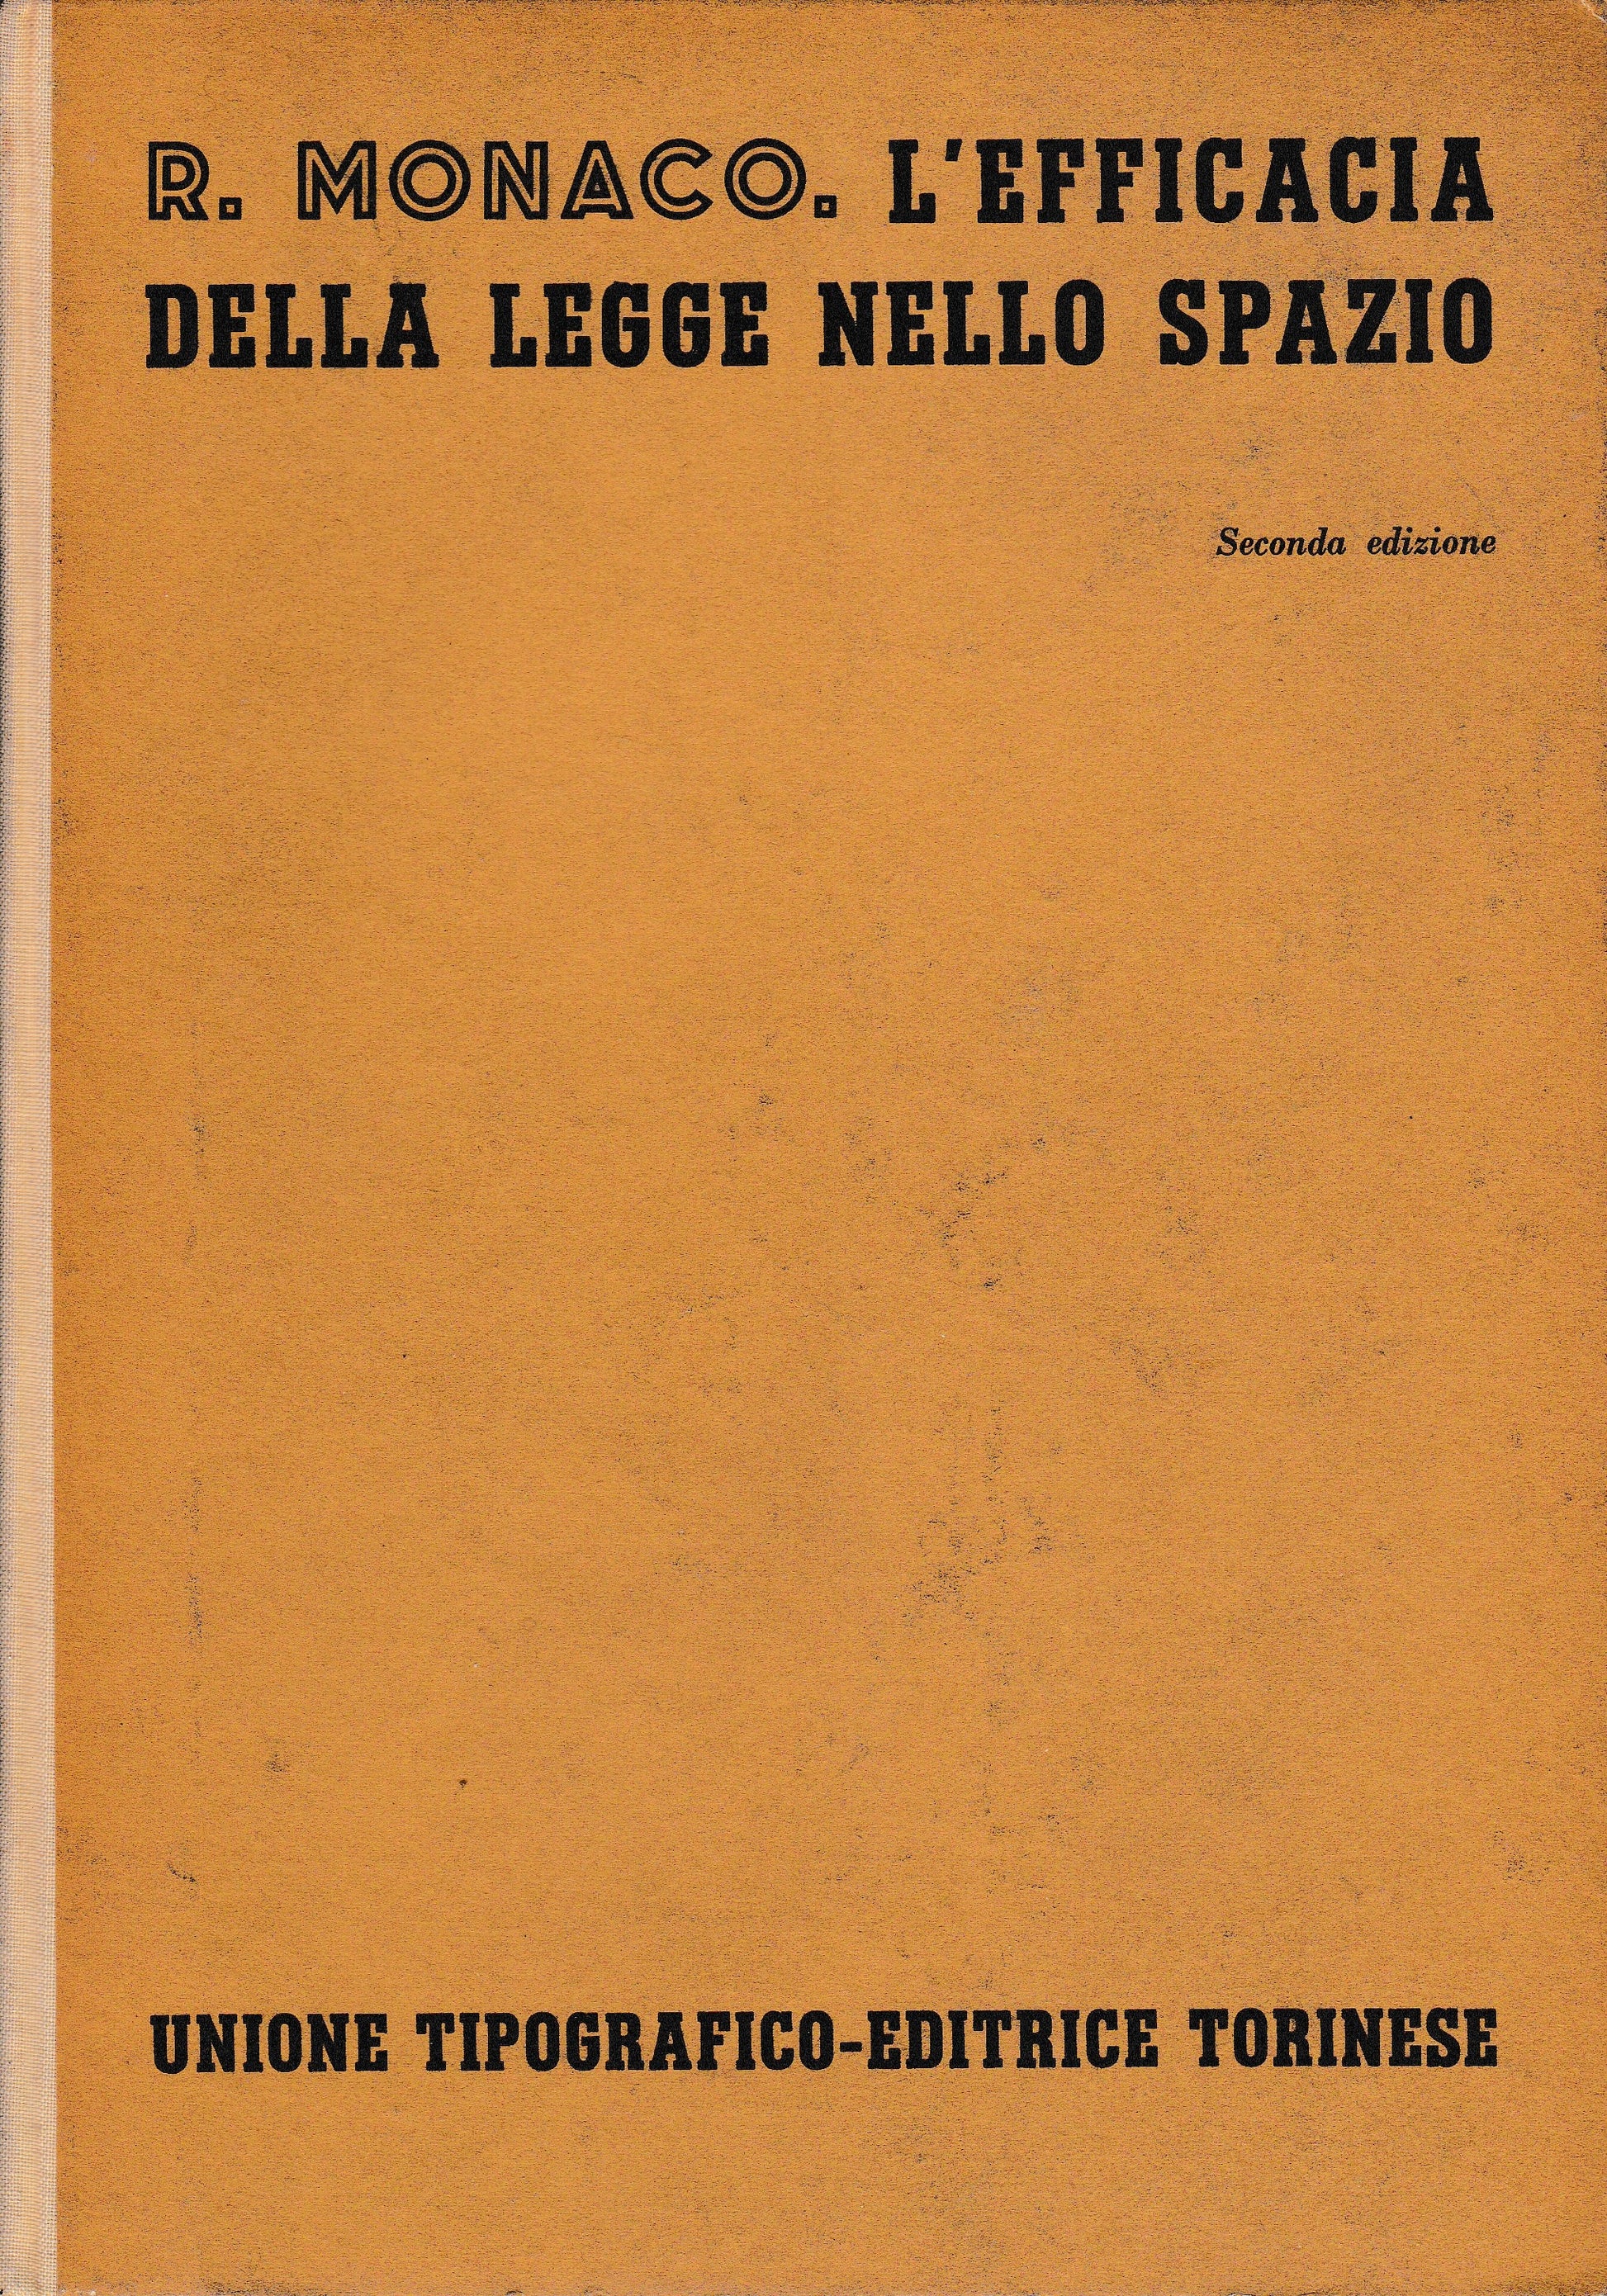 R. MONACO. L'EFFICACIA
DELLA LEGGE NELLO SPAZIO
Seconda edizione
UNIONE TIPOGRAFICO-EDITRICE TORINESE